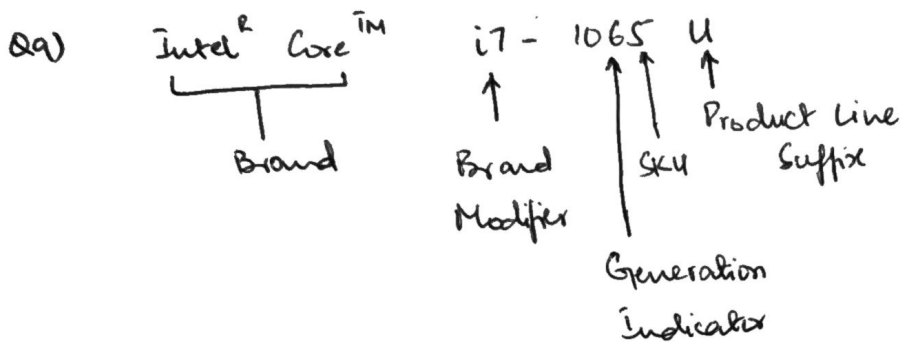 Q9) Intel R Core TM i7 - 1065 U
Brand
Brand Modifier
SKU
Product Line Suffix
Generation Indicator